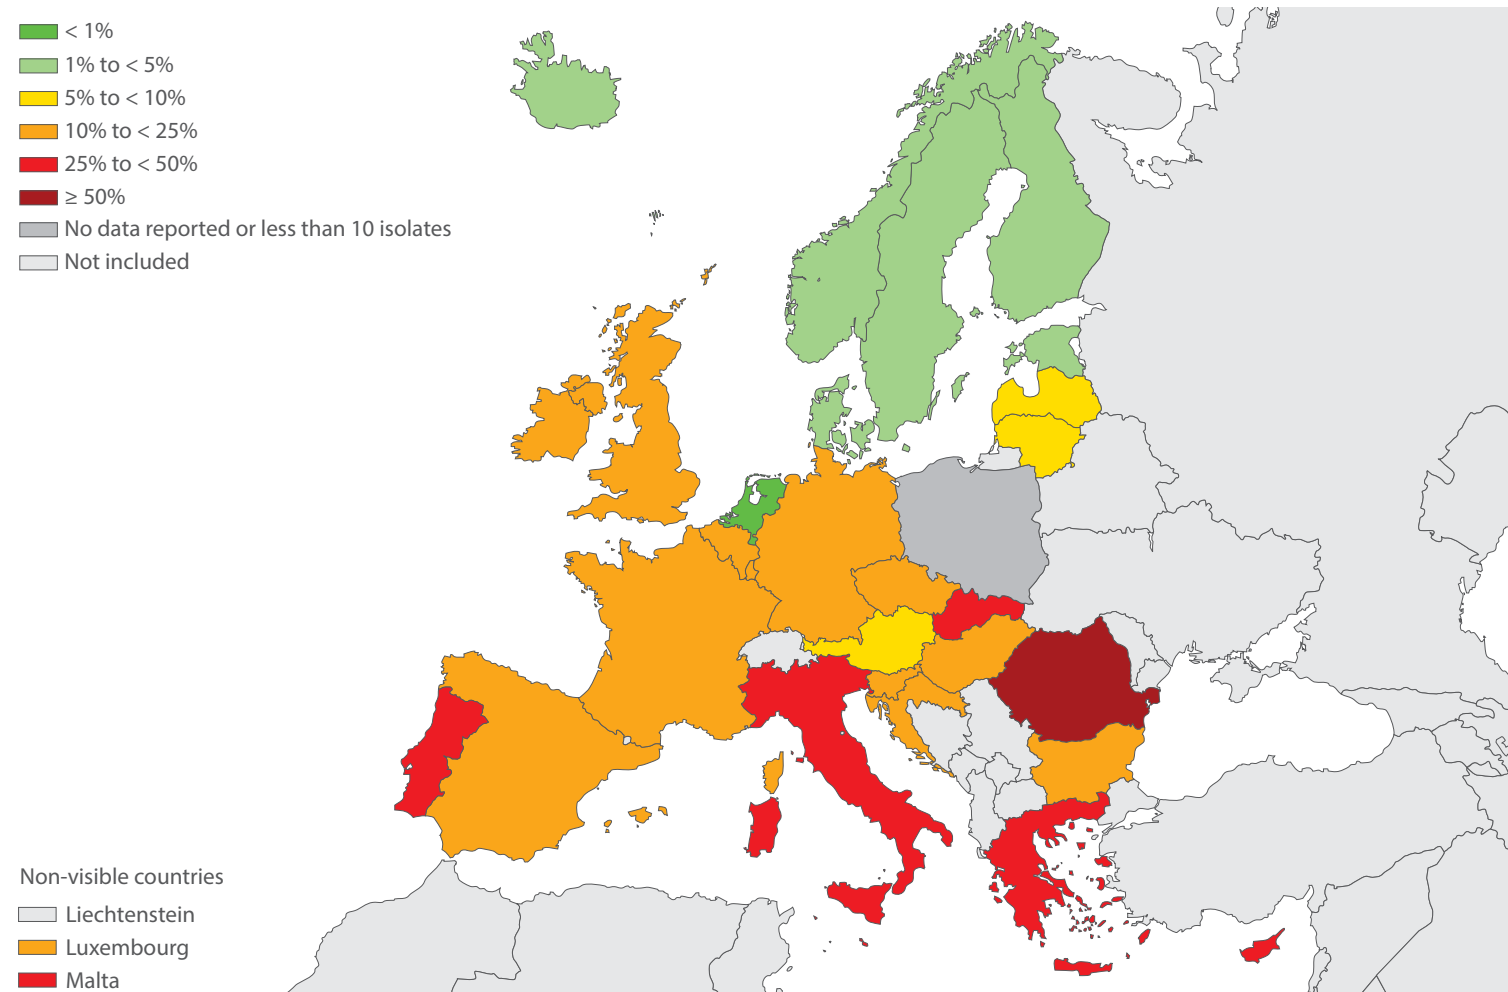 < 1%
1% to < 5%
5% to < 10%
10% to < 25%
25% to < 50%
≥ 50%
No data reported or less than 10 isolates
Not included
Non-visible countries
Liechtenstein
Luxembourg
Malta